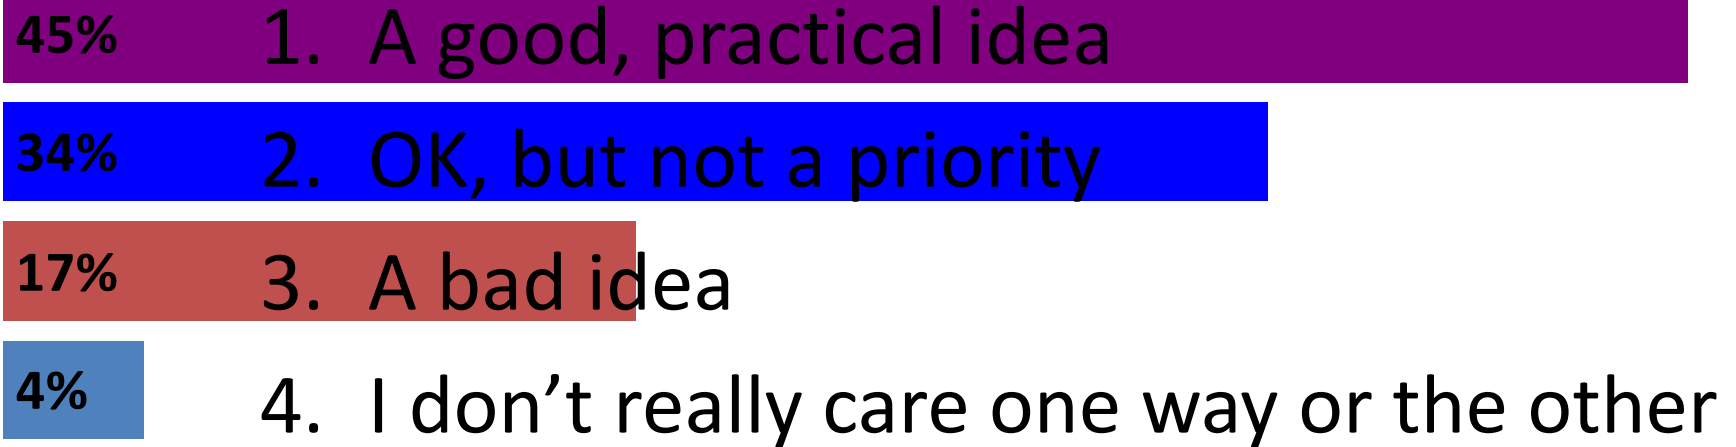 45% 1. A good, practical idea
34% 2. OK, but not a priority
17% 3. A bad idea
4% 4. I don’t really care one way or the other